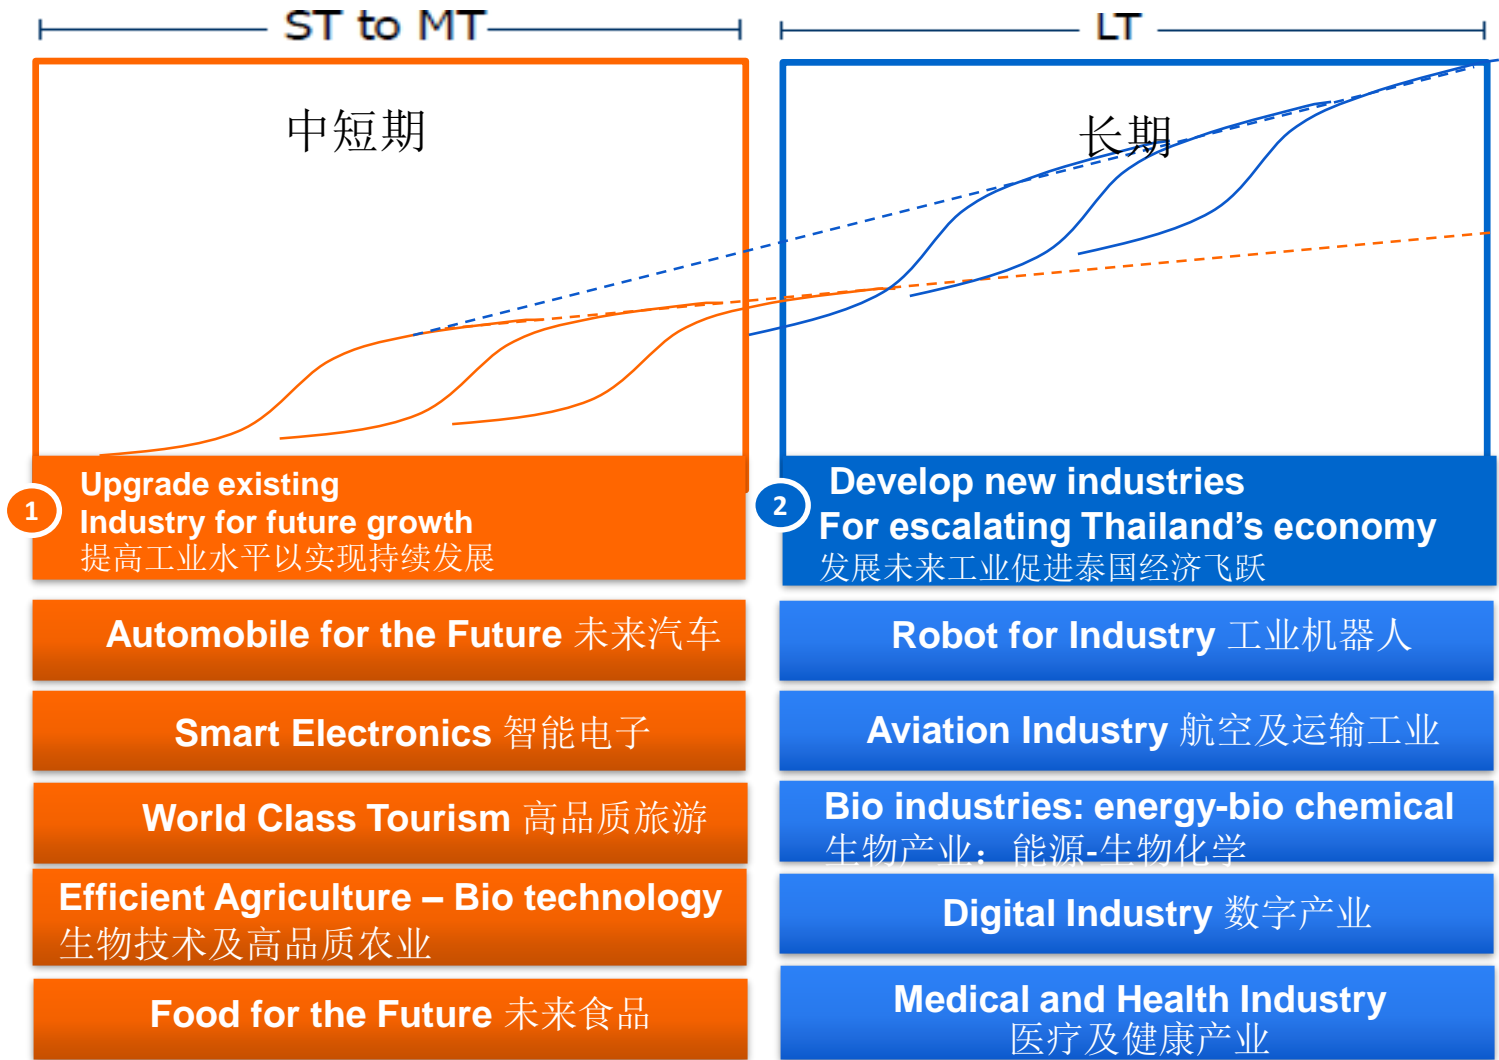 ST to MT
LT
中短期
长期
1
Upgrade existing
Industry for future growth
提高工业水平以实现持续发展
2
Develop new industries
For escalating Thailand’s economy
发展未来工业促进泰国经济飞跃
Automobile for the Future 未来汽车
Smart Electronics 智能电子
World Class Tourism 高品质旅游
Efficient Agriculture – Bio technology
生物技术及高品质农业
Food for the Future 未来食品
Robot for Industry 工业机器人
Aviation Industry 航空及运输工业
Bio industries: energy-bio chemical
生物产业：能源-生物化学
Digital Industry 数字产业
Medical and Health Industry
医疗及健康产业